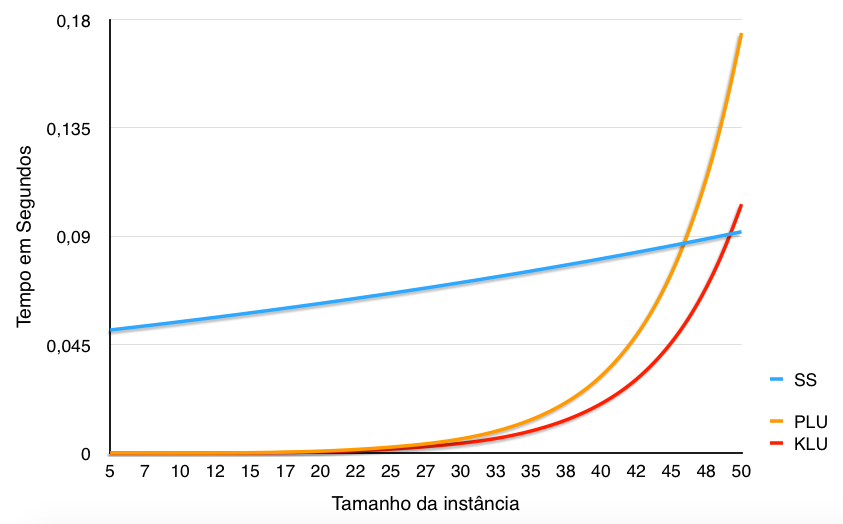 0,18
0,135
0,09
0,045
0
Tempo em Segundos
5 7 10 12 15 17 20 22 25 27 30 33 35 38 40 42 45 48 50
Tamanho da instância
SS
PLU
KLU